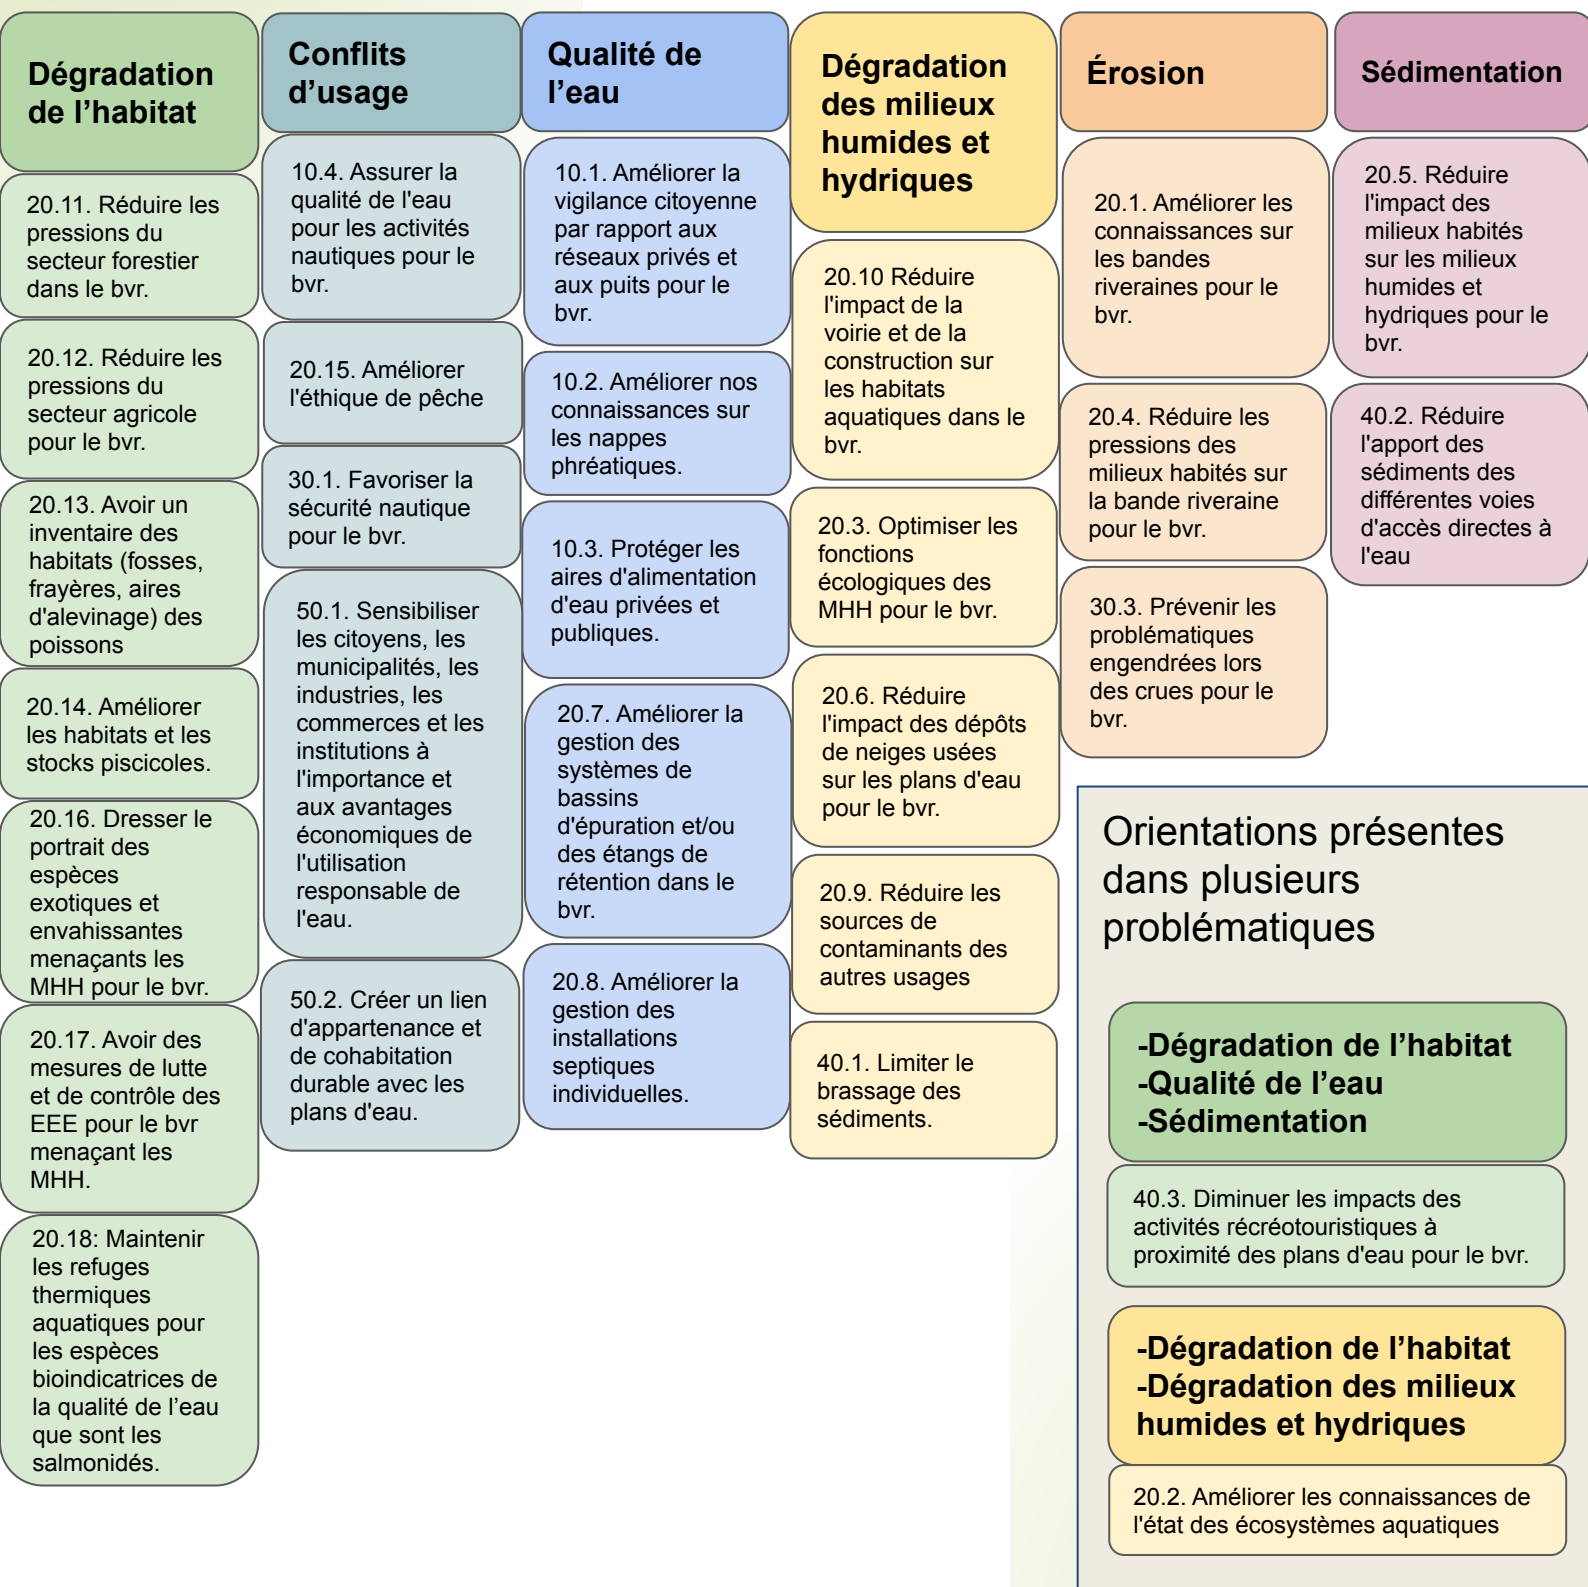 Dégradation
de l’habitat
20.11. Réduire les
pressions du
secteur forestier
dans le bvr.
20.12. Réduire les
pressions du
secteur agricole
pour le bvr.
20.13. Avoir un
inventaire des
habitats (fosses,
frayères, aires
d'alevinage) des
poissons
20.14. Améliorer
les habitats et les
stocks piscicoles.
20.16. Dresser le
portrait des
espèces
exotiques et
envahissantes
menaçants les
MHH pour le bvr.
20.17. Avoir des
mesures de lutte
et de contrôle des
EEE pour le bvr
menaçant les
MHH.
20.18: Maintenir
les refuges
thermiques
aquatiques pour
les espèces
bioindicatrices de
la qualité de l’eau
que sont les
salmonidés.
Conflits
d’usage
10.4. Assurer la
qualité de l'eau
pour les activités
nautiques pour le
bvr.
20.15. Améliorer
l'éthique de pêche
30.1. Favoriser la
sécurité nautique
pour le bvr.
50.1. Sensibiliser
les citoyens, les
municipalités, les
industries, les
commerces et les
institutions à
l'importance et
aux avantages
économiques de
l'utilisation
responsable de
l'eau.
50.2. Créer un lien
d'appartenance et
de cohabitation
durable avec les
plans d'eau.
Qualité de
l’eau
10.1. Améliorer la
vigilance citoyenne
par rapport aux
réseaux privés et
aux puits pour le
bvr.
10.2. Améliorer nos
connaissances sur
les nappes
phréatiques.
10.3. Protéger les
aires d'alimentation
d'eau privées et
publiques.
20.7. Améliorer la
gestion des
systèmes de
bassins
d'épuration et/ou
des étangs de
rétention dans le
bvr.
20.8. Améliorer la
gestion des
installations
septiques
individuelles.
Dégradation
des milieux
humides et
hydriques
20.10 Réduire
l'impact de la
voirie et de la
construction sur
les habitats
aquatiques dans le
bvr.
20.3. Optimiser les
fonctions
écologiques des
MHH pour le bvr.
20.6. Réduire
l'impact des dépôts
de neiges usées
sur les plans d'eau
pour le bvr.
20.9. Réduire les
sources de
contaminants des
autres usages
40.1. Limiter le
brassage des
sédiments.
Érosion
20.1. Améliorer les
connaissances sur
les bandes
riveraines pour le
bvr.
20.4. Réduire les
pressions des
milieux habités sur
la bande riveraine
pour le bvr.
30.3. Prévenir les
problématiques
engendrées lors
des crues pour le
bvr.
Sédimentation
20.5. Réduire
l'impact des
milieux habités
sur les milieux
humides et
hydriques pour le
bvr.
40.2. Réduire
l'apport des
sédiments des
différentes voies
d'accès directes à
l'eau
Orientations présentes
dans plusieurs
problématiques
-Dégradation de l’habitat
-Qualité de l’eau
-Sédimentation
40.3. Diminuer les impacts des
activités récréotouristiques à
proximité des plans d'eau pour le bvr.
-Dégradation de l’habitat
-Dégradation des milieux
humides et hydriques
20.2. Améliorer les connaissances de
l'état des écosystèmes aquatiques